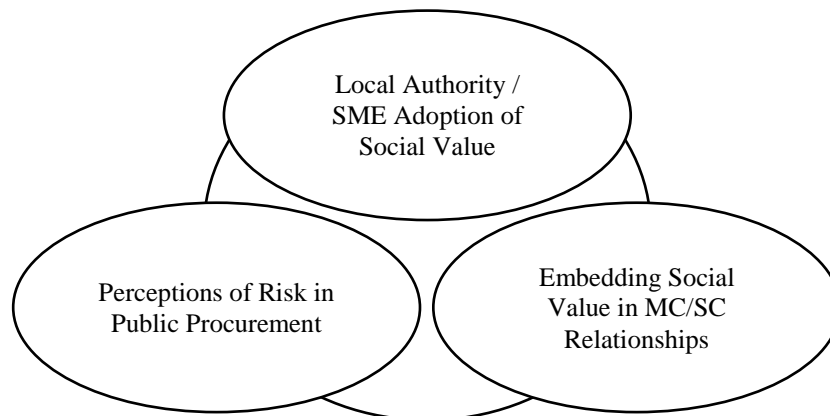 Local Authority /
SME Adoption of
Social Value
Perceptions of Risk in
Public Procurement
Embedding Social
Value in MC/SC
Relationships